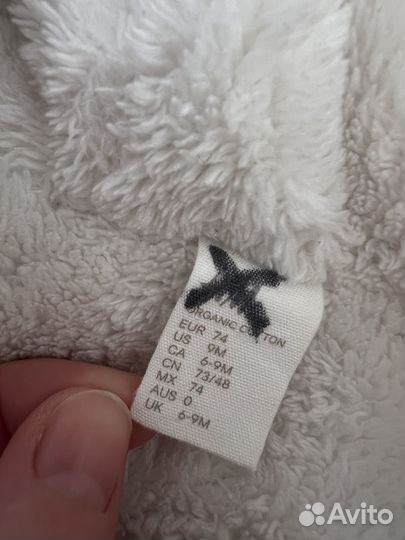 ORGANIC COTTON
EUR 74
US 9M
CA 6-9M
CN 73/48
MX 74
AUS 0
UK 6-9M
Avito